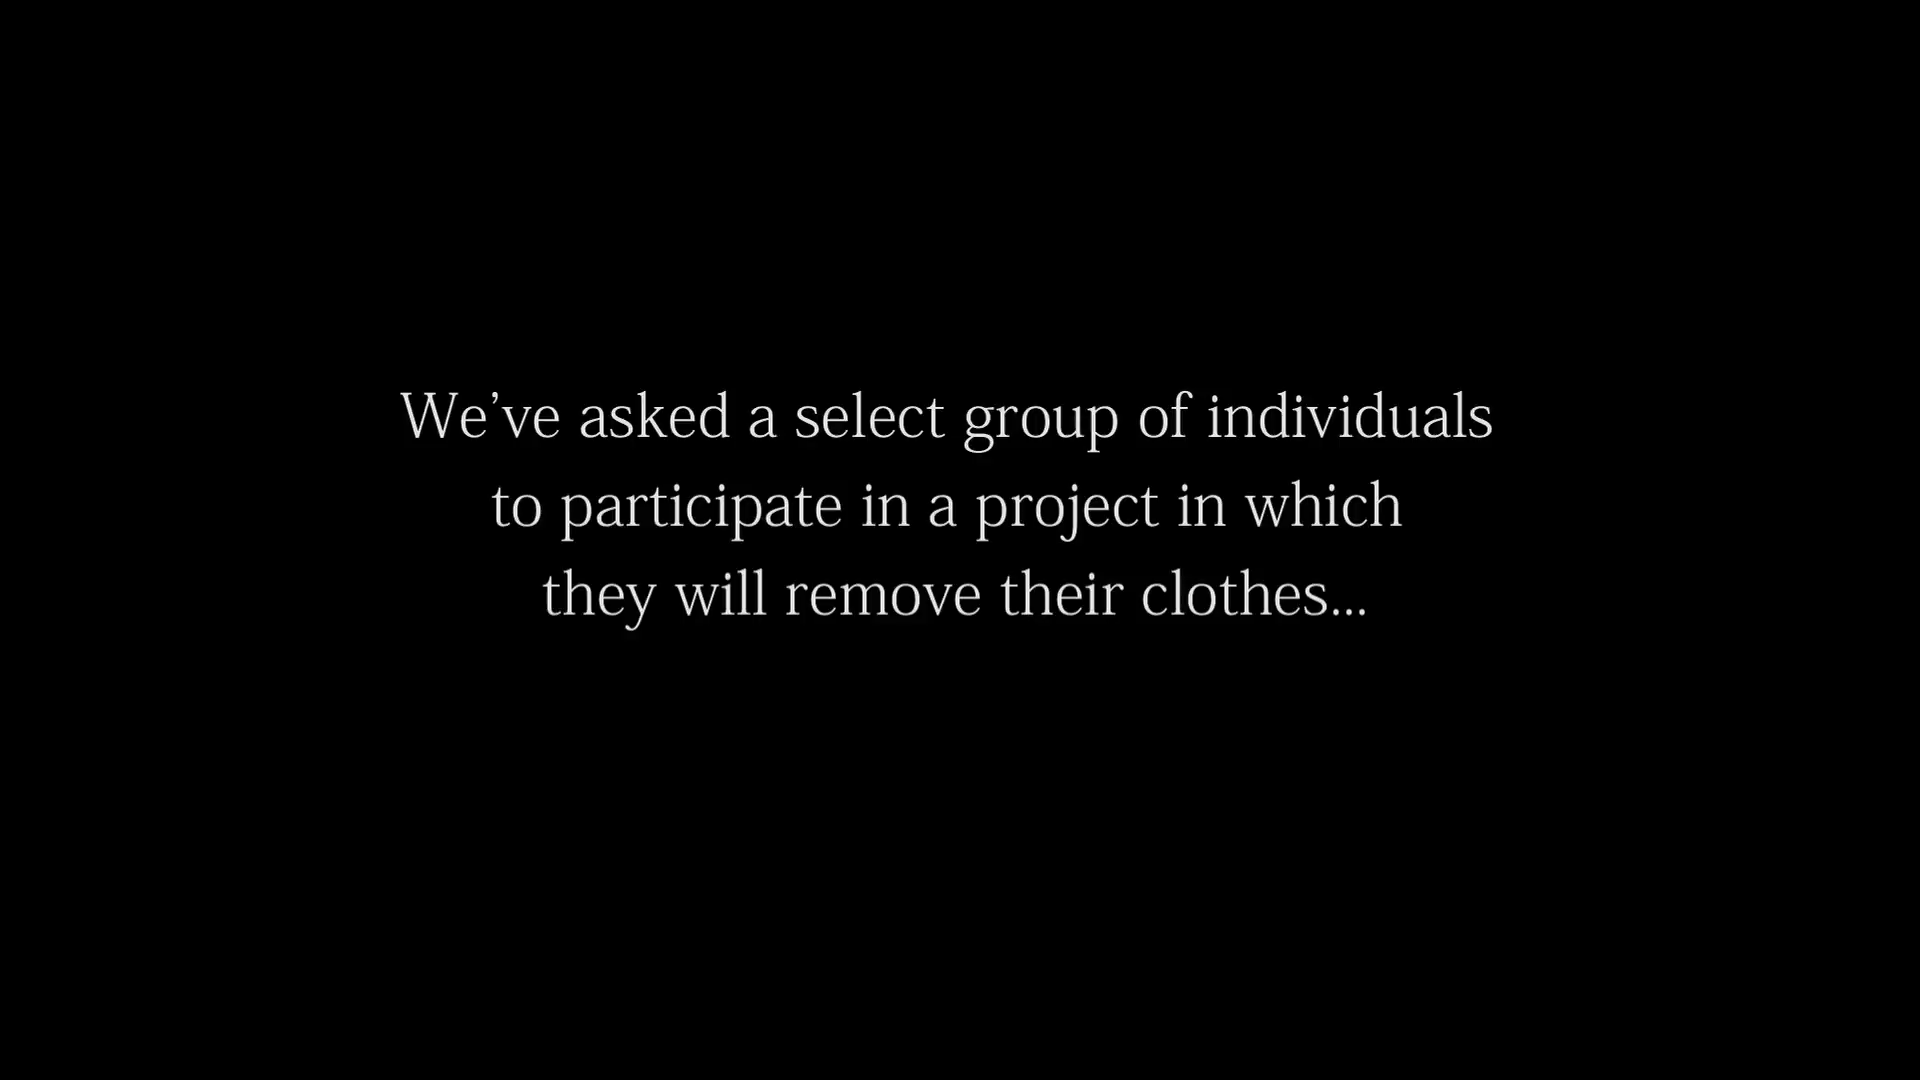 We’ve asked a select group of individuals
to participate in a project in which
they will remove their clothes...